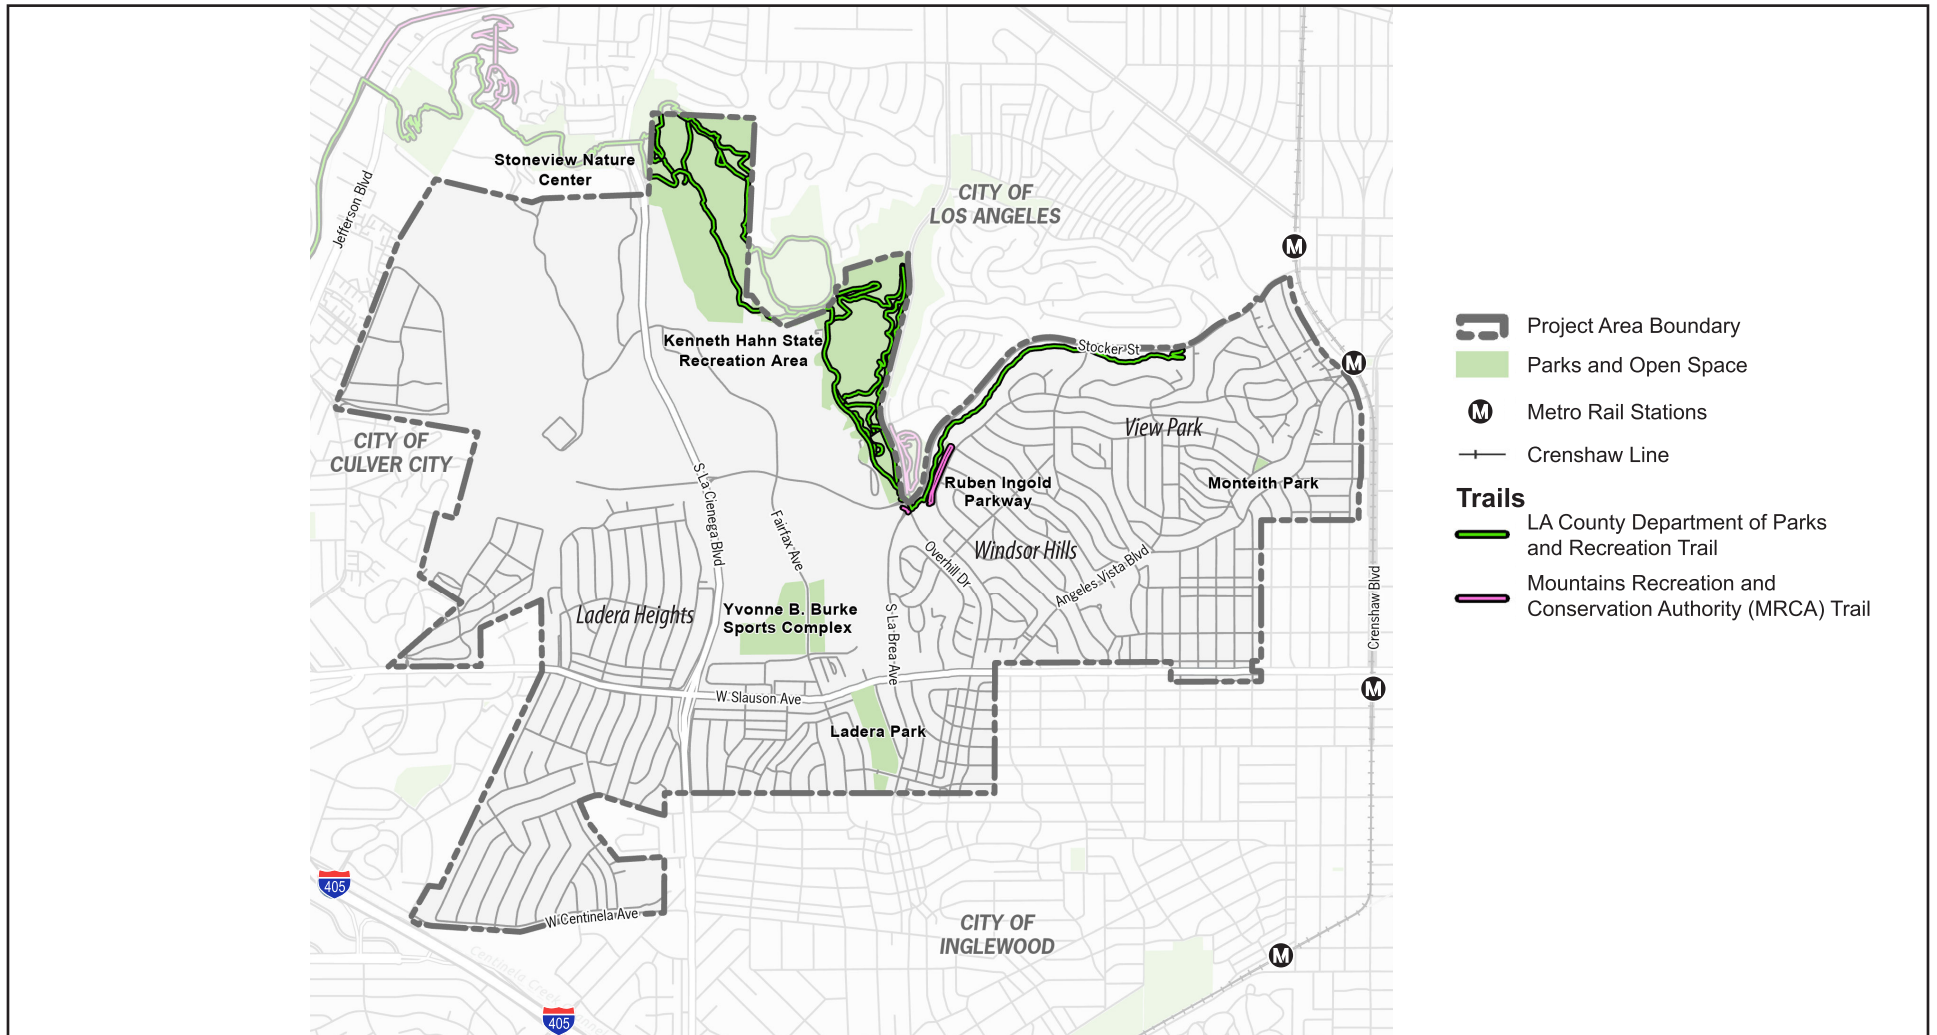 Stoneview Nature
Center
Jefferson Blvd
CITY OF
LOS ANGELES
M
Kenneth Hahn State
Recreation Area
Stocker St
M
CITY OF
CULVER CITY
View Park
S La Cienega Blvd
Fairfax Ave
Ruben Ingold
Parkway
Monteith Park
Overhill Dr
Windsor Hills
Angeles Vista Blvd
Crenshaw Blvd
Ladera Heights
Yvonne B. Burke
Sports Complex
S La Brea Ave
M
W Slauson Ave
Ladera Park
405
W Centinela Ave
CITY OF
INGLEWOOD
M
Centinela Creek
405
Project Area Boundary
Parks and Open Space
M
Metro Rail Stations
Crenshaw Line
Trails
LA County Department of Parks
and Recreation Trail
Mountains Recreation and
Conservation Authority (MRCA) Trail